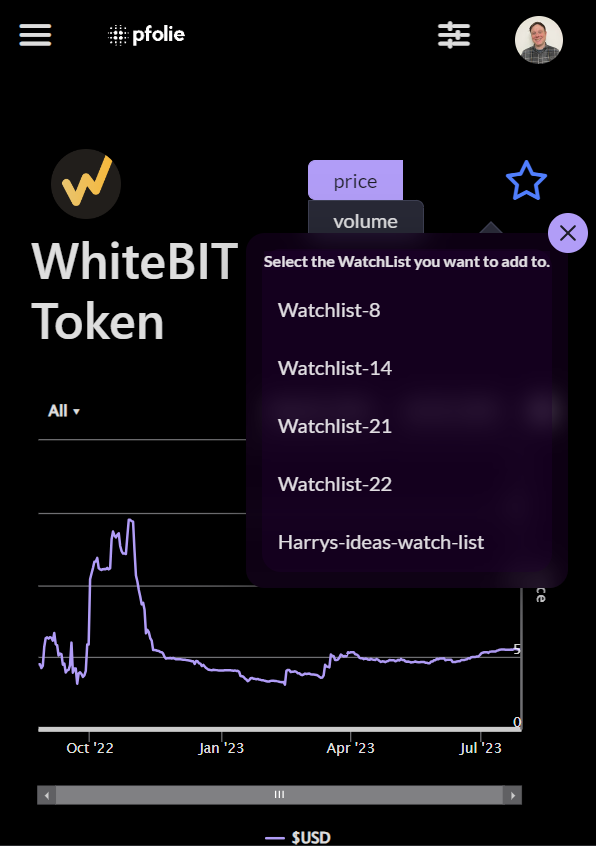 pfolie
price
volume
WhiteBIT
Token
Select the WatchList you want to add to.
Watchlist-8
Watchlist-14
Watchlist-21
Watchlist-22
Harrys-ideas-watch-list
All ▾
5
0
Oct '22
Jan '23
Apr '23
Jul '23
$USD